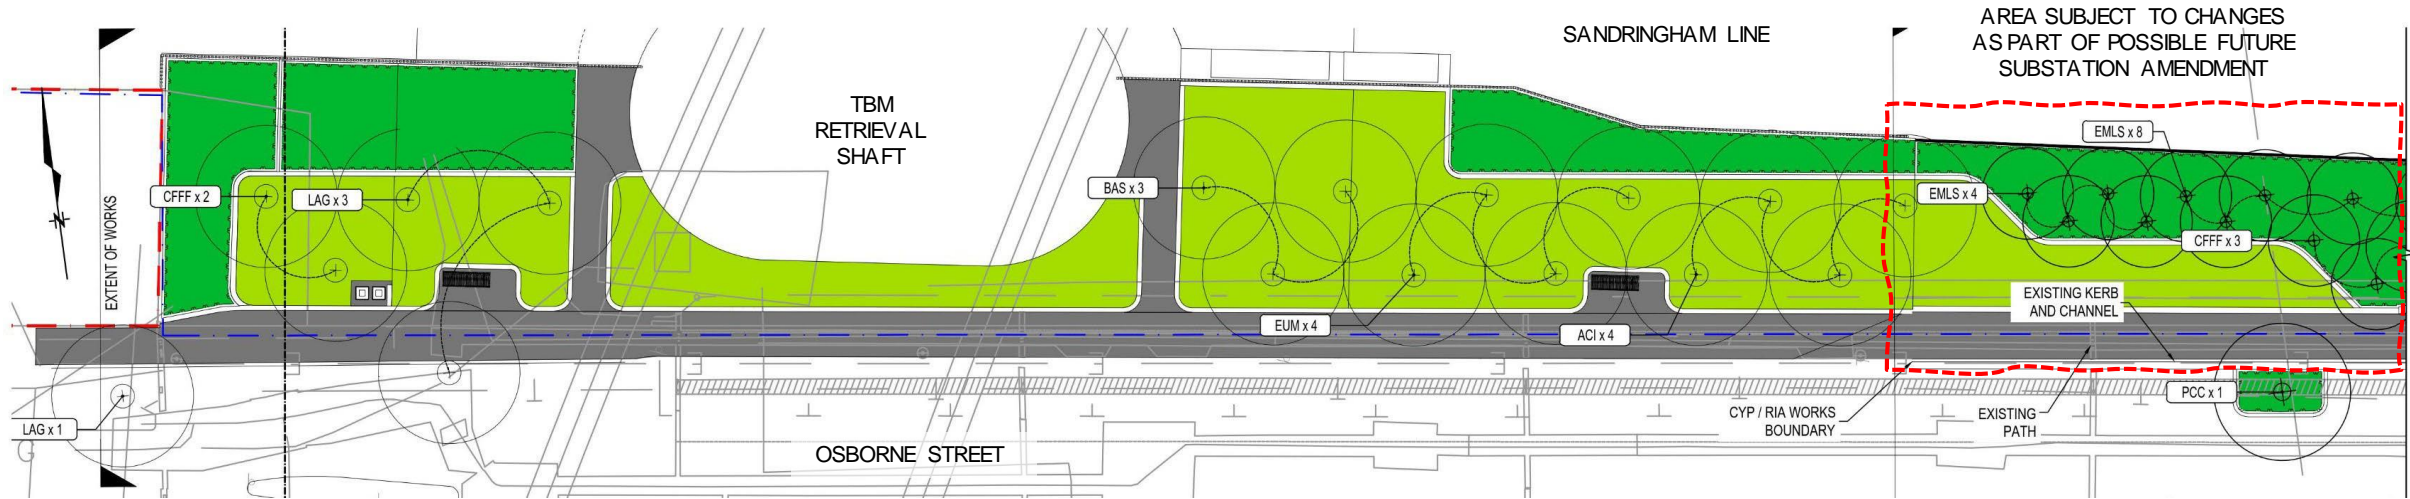 AREA SUBJECT TO CHANGES
AS PART OF POSSIBLE FUTURE
SUBSTATION AMENDMENT
SANDRINGHAM LINE
TBM
RETRIEVAL
SHAFT
EMLS x 8
CFFF x 2
LAG x 3
BAS x 3
EMLS x 4
CFFF x 3
EXTENT OF WORKS
EXISTING KERB
AND CHANNEL
EUM x 4
ACI x 4
PCC x 1
CYP / RIA WORKS
BOUNDARY
EXISTING
PATH
LAG x 1
OSBORNE STREET